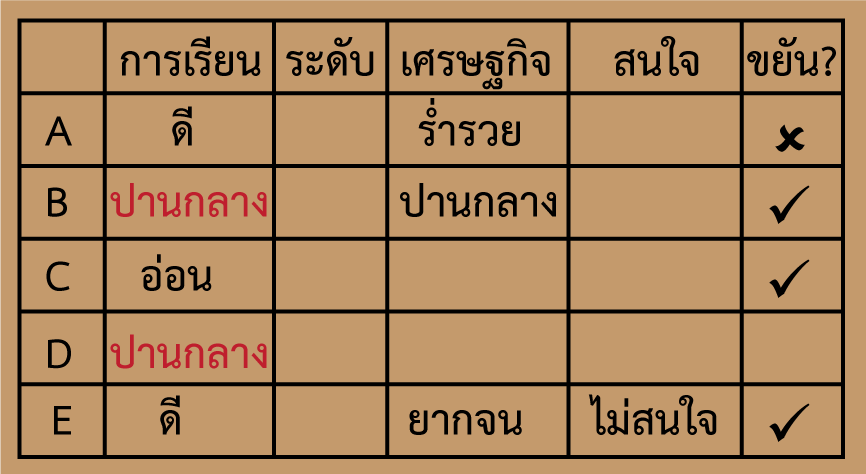 การเรียน ระดับ เศรษฐกิจ สนใจ ขยัน?
A ดี ร่ำรวย ✘
B ปานกลาง ปานกลาง ✓
C อ่อน ✓
D ปานกลาง
E ดี ยากจน ไม่สนใจ ✓